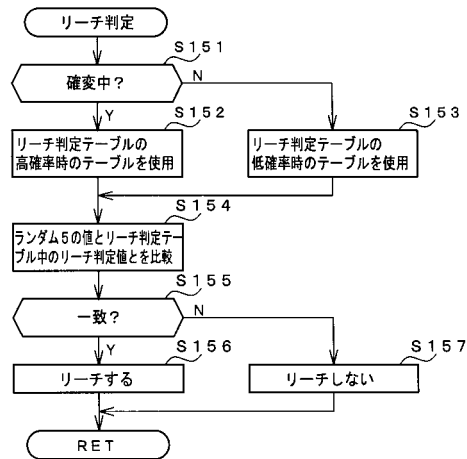 リーチ判定
S151
確変中?
N
Y
S152
S153
リーチ判定テーブルの
高確率時のテーブルを使用
リーチ判定テーブルの
低確率時のテーブルを使用
S154
ランダム5の値とリーチ判定テー
ブル中のリーチ判定値とを比較
S155
一致?
N
Y
S156
S157
リーチする
リーチしない
RET